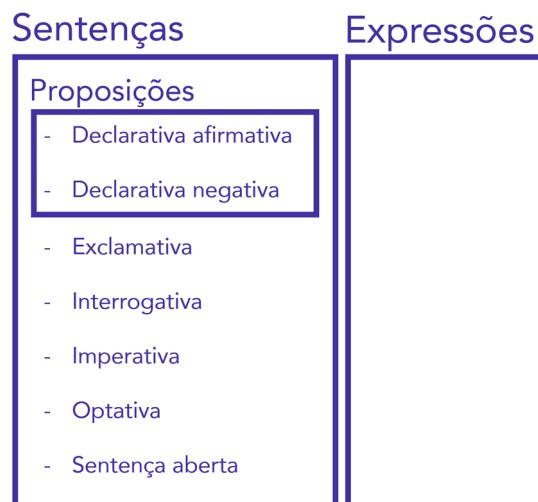 Sentenças
Expressões
Proposições
- Declarativa afirmativa
- Declarativa negativa
- Exclamativa
- Interrogativa
- Imperativa
- Optativa
- Sentença aberta